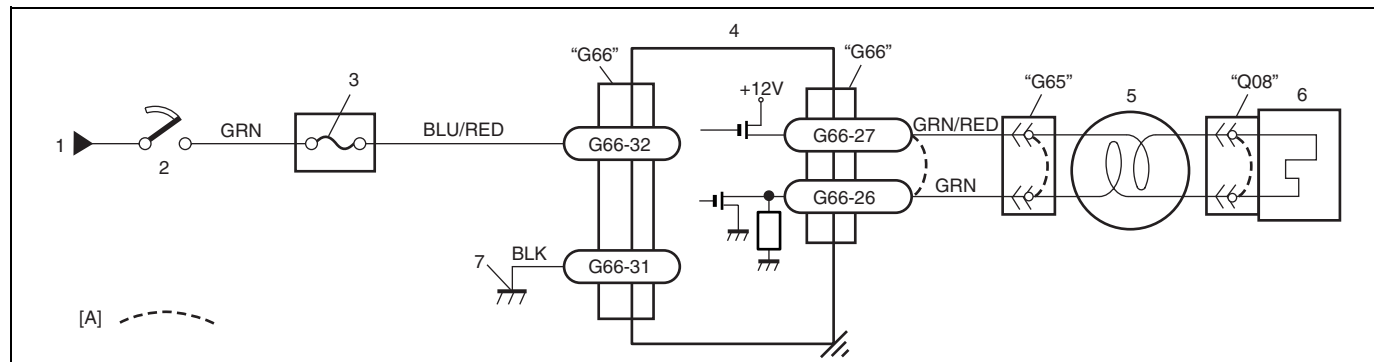 4
"G66"
"G66"
3
"G65"
5
"Q08"
6
+12V
GRN
BLU/RED
GRN/RED
1
G66-32
G66-27
2
GRN
G66-26
7
BLK
G66-31
[A]